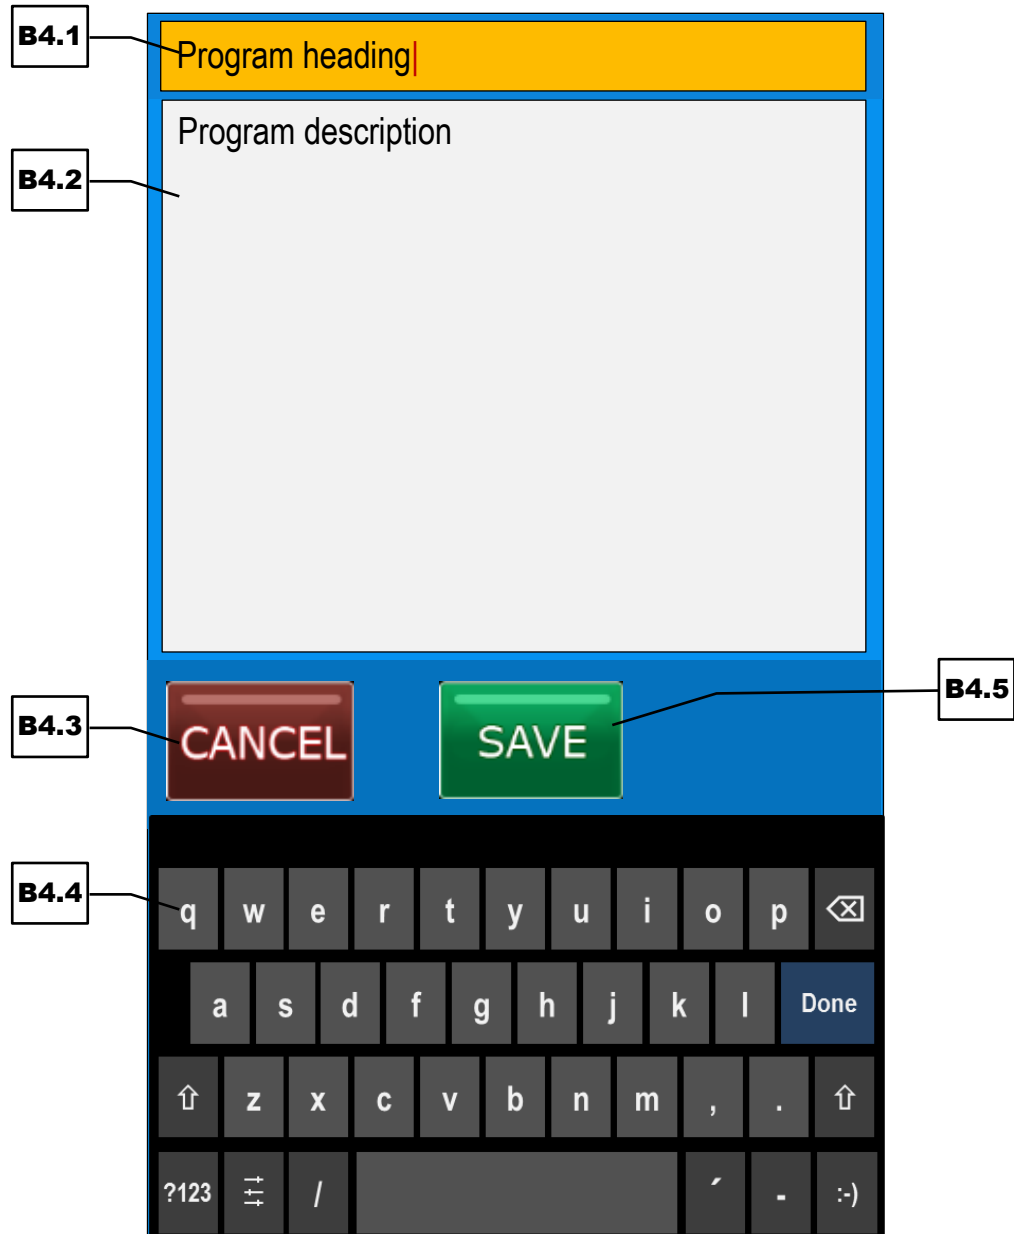 B4.1
Program heading
Program description
B4.2
B4.5
B4.3
CANCEL SAVE
B4.4
q w e r t y u i o p
a s d f g h j k l Done
z x c v b n m , .
?123 / ´ - :-)